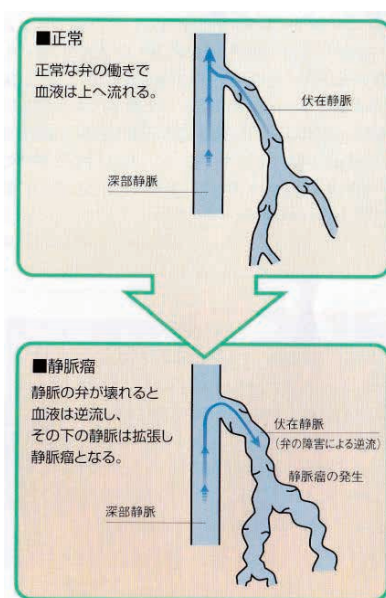 ■正常
正常な弁の働きで
血液は上へ流れる。
伏在静脈
深部静脈
■静脈瘤
静脈の弁が壊れると
血液は逆流し、
その下の静脈は拡張し
静脈瘤となる。
伏在静脈
（弁の障害による逆流）
静脈瘤の発生
深部静脈